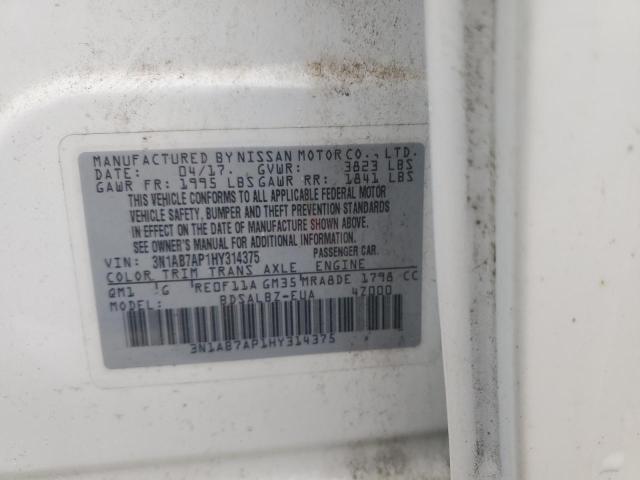 MANUFACTURED BY NISSAN MOTOR CO., LTD.
DATE: 04/17. GVWR: 3823 LBS
GAWR FR: 1995 LBS GAWR RR: 1841 LBS
THIS VEHICLE CONFORMS TO ALL APPLICABLE FEDERAL MOTOR
VEHICLE SAFETY, BUMPER AND THEFT PREVENTION STANDARDS
IN EFFECT ON THE DATE OF MANUFACTURE SHOWN ABOVE.
SEE OWNER'S MANUAL FOR ADDITIONAL INFORMATION.
VIN: 3N1AB7AP1HY314375 PASSENGER CAR.
COLOR TRIM TRANS AXLE ENGINE
QM1 G RE0F11A GM35 MRA8DE 1798 CC
MODEL: BDSALBZ-EUA 4Z000
3N1AB7AP1HY314375